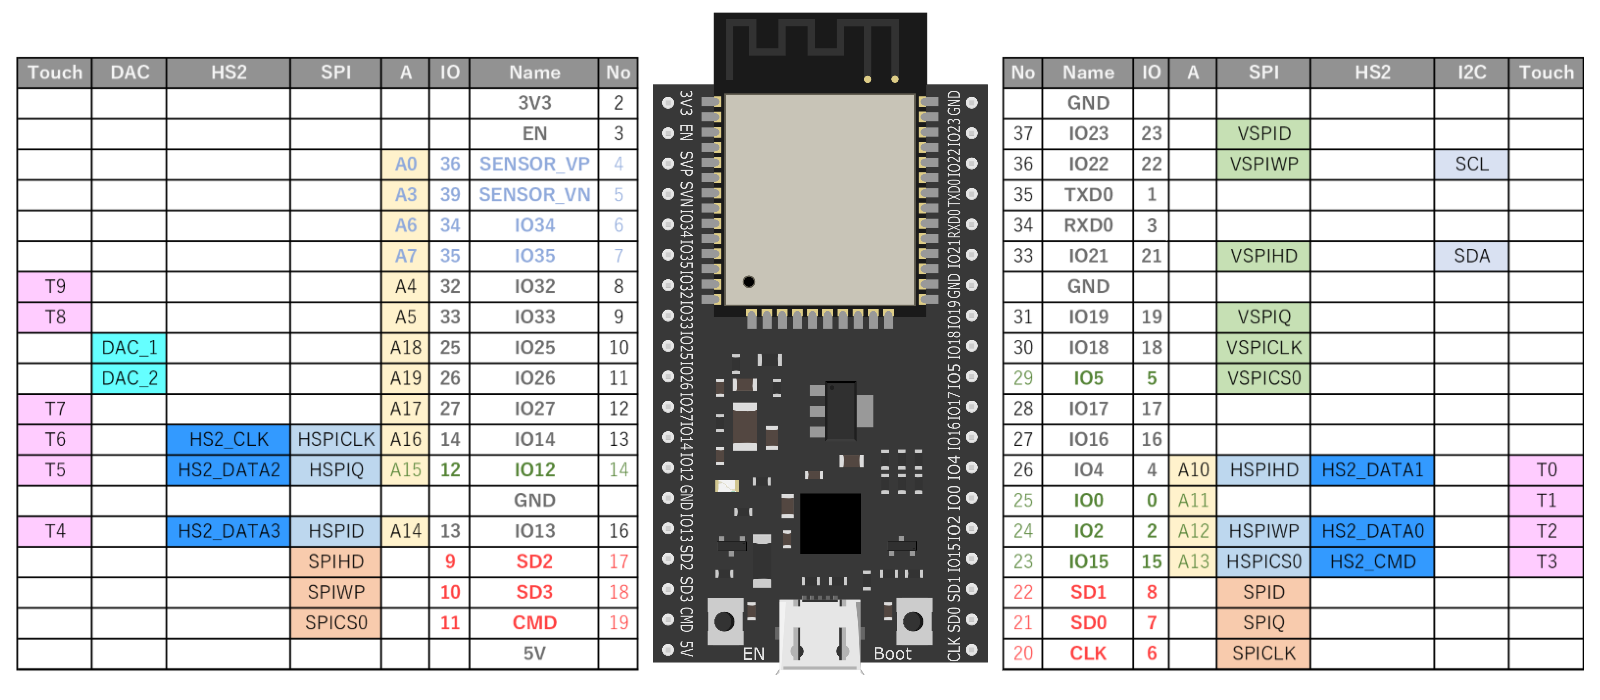 Touch DAC HS2 SPI A IO Name No
3V3 2
EN 3
A0 36 SENSOR_VP 4
A3 39 SENSOR_VN 5
A6 34 IO34 6
A7 35 IO35 7
T9 A4 32 IO32 8
T8 A5 33 IO33 9
DAC_1 A18 25 IO25 10
DAC_2 A19 26 IO26 11
T7 A17 27 IO27 12
T6 HS2_CLK HSPICLK A16 14 IO14 13
T5 HS2_DATA2 HSPIQ A15 12 IO12 14
GND
T4 HS2_DATA3 HSPID A14 13 IO13 16
SPIHD 9 SD2 17
SPIWP 10 SD3 18
SPICS0 11 CMD 19
5V
3V3
EN
SVP
SVN
IO34
IO35
IO32
IO33
IO25
IO26
IO27
IO14
IO12
GND
IO13
SD2
SD3
CMD
5V
EN
Boot
GND
IO23
IO22
TXD0
RXD0
IO21
GND
IO19
IO18
IO5
IO17
IO16
IO4
IO0
IO2
IO15
SD1
SD0
CLK
No Name IO A SPI HS2 I2C Touch
GND
37 IO23 23 VSPID
36 IO22 22 VSPIWP SCL
35 TXD0 1
34 RXD0 3
33 IO21 21 VSPIHD SDA
GND
31 IO19 19 VSPIQ
30 IO18 18 VSPICLK
29 IO5 5 VSPICS0
28 IO17 17
27 IO16 16
26 IO4 4 A10 HSPIHD HS2_DATA1 T0
25 IO0 0 A11 T1
24 IO2 2 A12 HSPIWP HS2_DATA0 T2
23 IO15 15 A13 HSPICS0 HS2_CMD T3
22 SD1 8 SPID
21 SD0 7 SPIQ
20 CLK 6 SPICLK